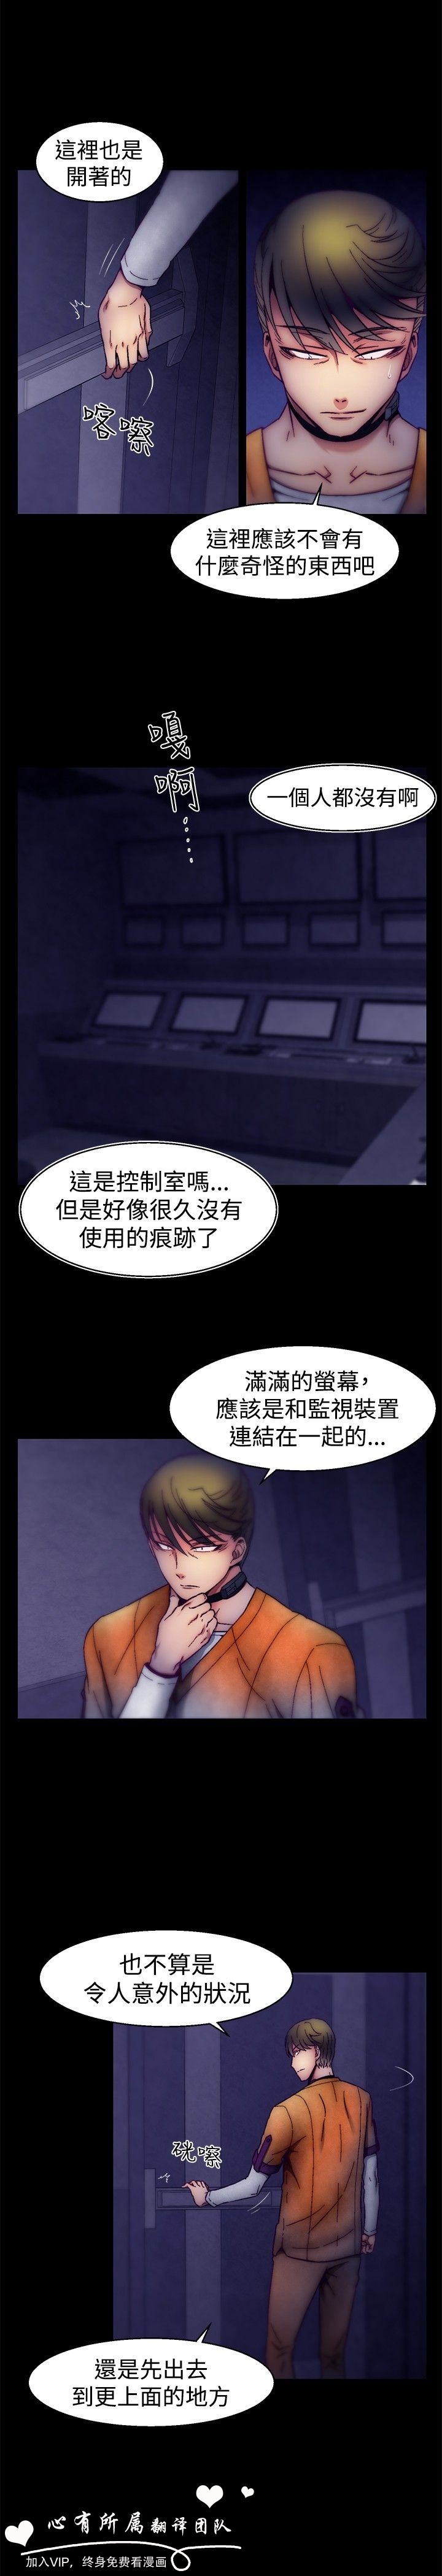 這裡也是
開著的
喀嚓
這裡應該不會有
什麼奇怪的東西吧
嘎
啊……
一個人都沒有啊
這是控制室嗎...
但是好像很久沒有
使用的痕跡了
滿滿的螢幕，
應該是和監視裝置
連結在一起的...
也不算是
令人意外的狀況
硄嚓
還是先出去
到更上面的地方
心有所属翻译团队
加入VIP，终身免费看漫画